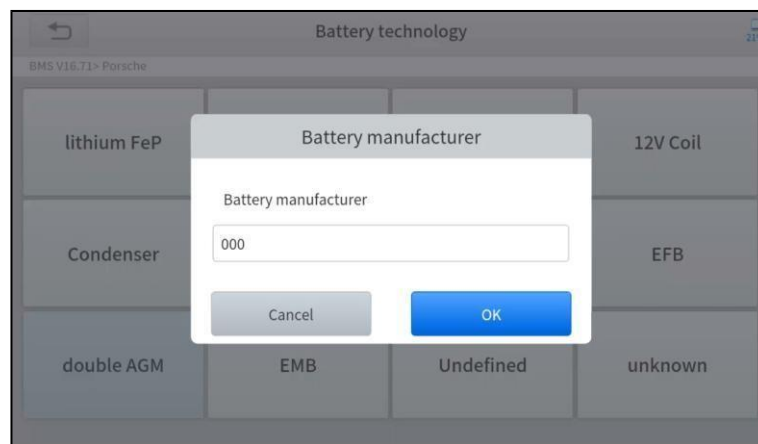 Battery technology
BMS V16.71> Porsche
lithium FeP
12V Coil
Battery manufacturer
Battery manufacturer
000
Cancel
OK
Condenser
EFB
double AGM
EMB
Undefined
unknown